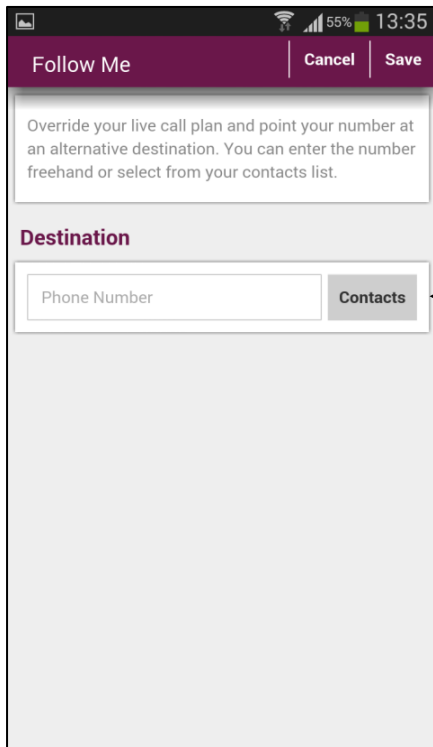 55% 13:35
Follow Me Cancel Save
Override your live call plan and point your number at
an alternative destination. You can enter the number
freehand or select from your contacts list.
Destination
Phone Number Contacts